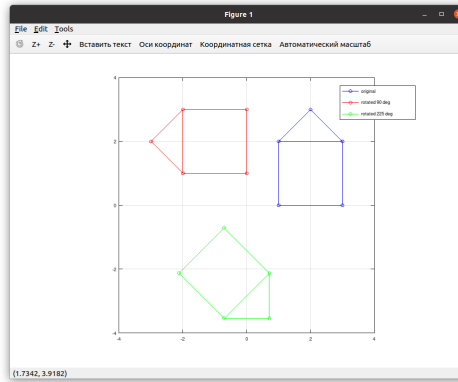 Figure 1
File Edit Tools
Z+ Z- Вставить текст Оси координат Координатная сетка Автоматический масштаб
4
2
0
-2
-4
-4 -2 0 2 4
original
rotated 90 deg
rotated 225 deg
(1.7342, 3.9182)